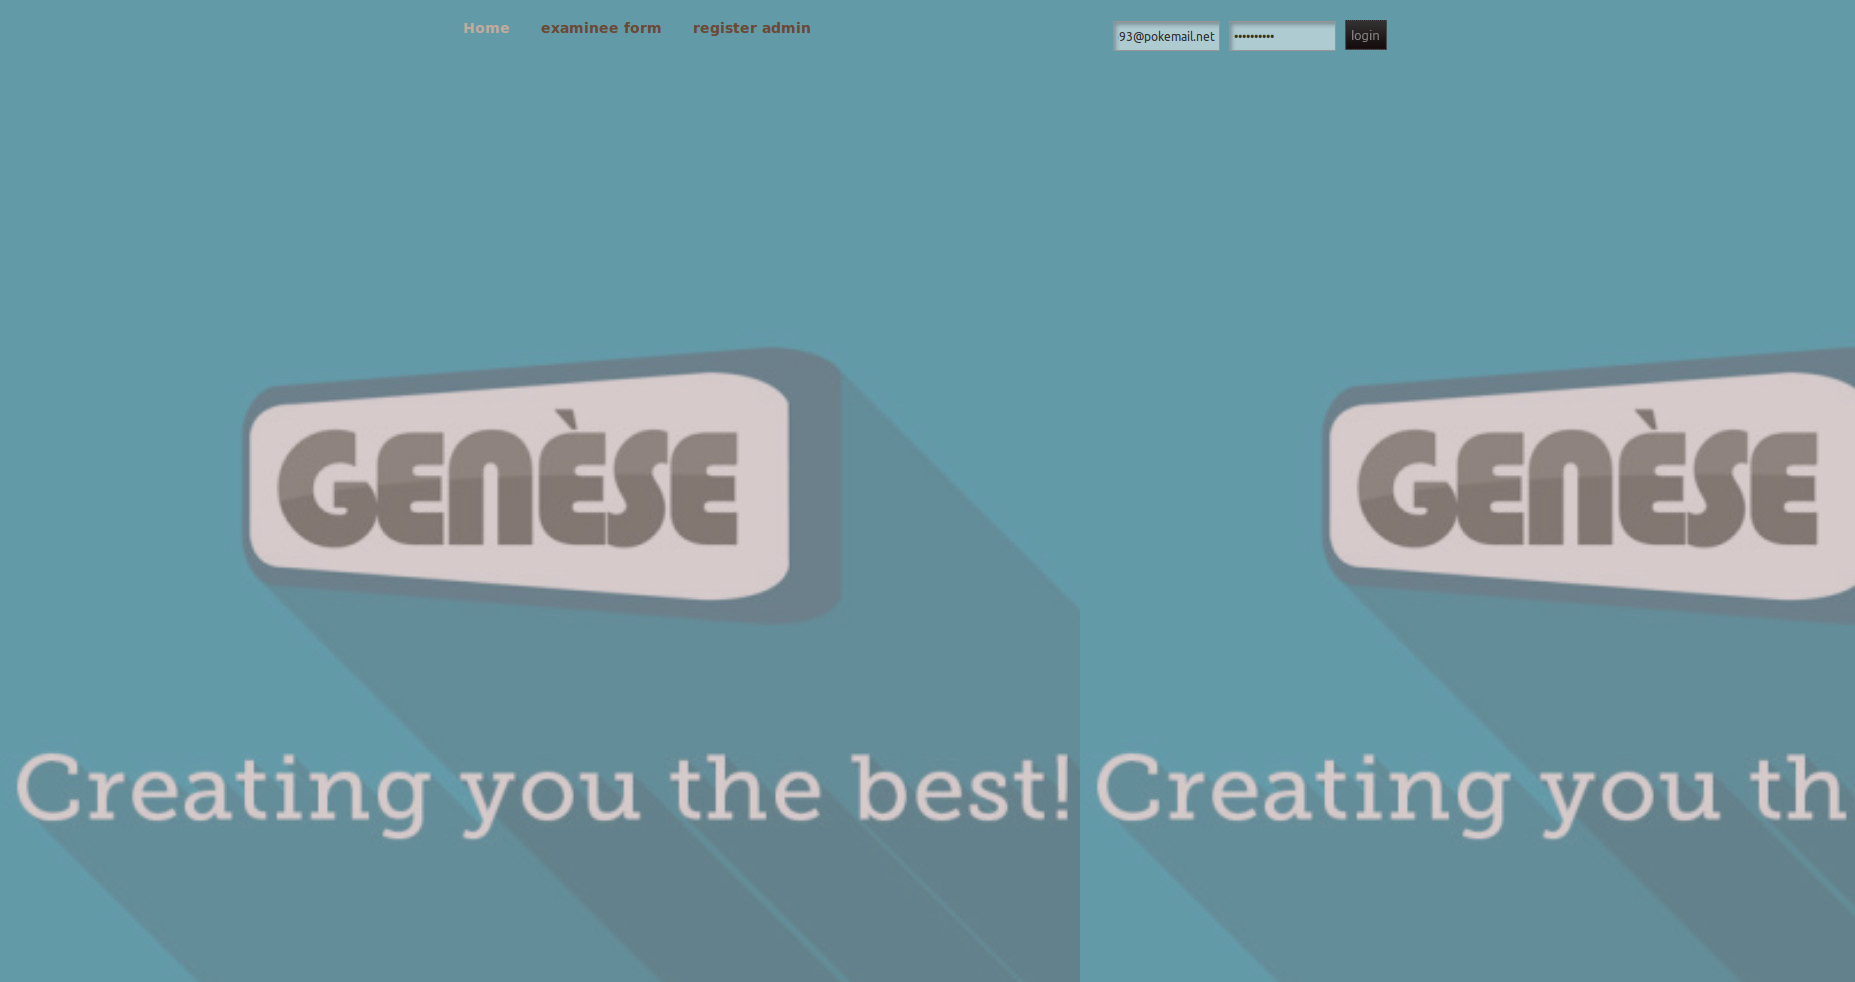 Home examinee form register admin 93@pokemail.net •••••••••• login
GENÈSE GENÈSE
Creating you the best! Creating you th